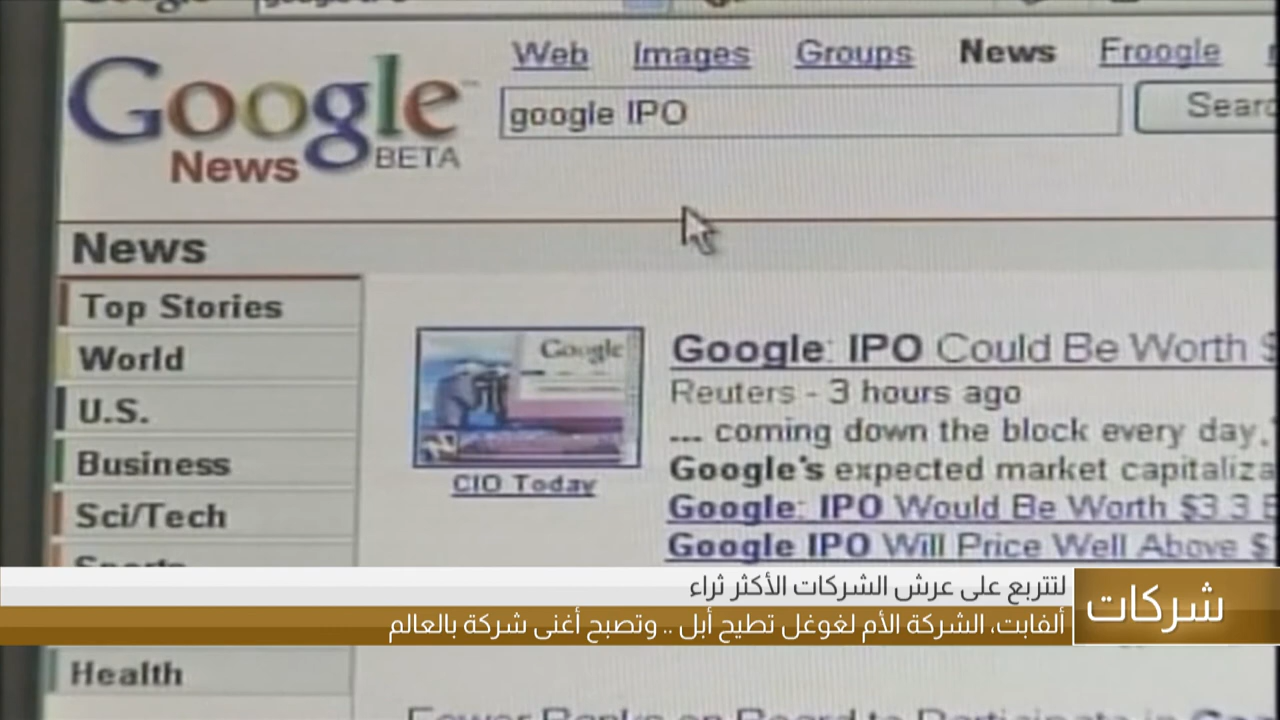 Web Images Groups News Froogle
Google™
News BETA
google IPO
News
Top Stories
World
U.S.
Business
Sci/Tech
Sports
Health
Google
CIO Today
Google: IPO Could Be Worth $
Reuters - 3 hours ago
... coming down the block every day.
Google's expected market
Google: IPO Would Be Worth $3.3
Google IPO Will Price Well Above $
شركات
لتتربع على عرش الشركات الأكثر ثراء
ألفابت، الشركة الأم لغوغل تطيح أبل .. وتصبح أغنى شركة بالعالم